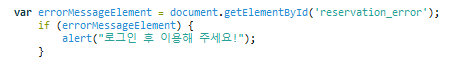 var errorMessageElement = document.getElementById('reservation_error');
if (errorMessageElement) {
alert("로그인 후 이용해 주세요!");
}